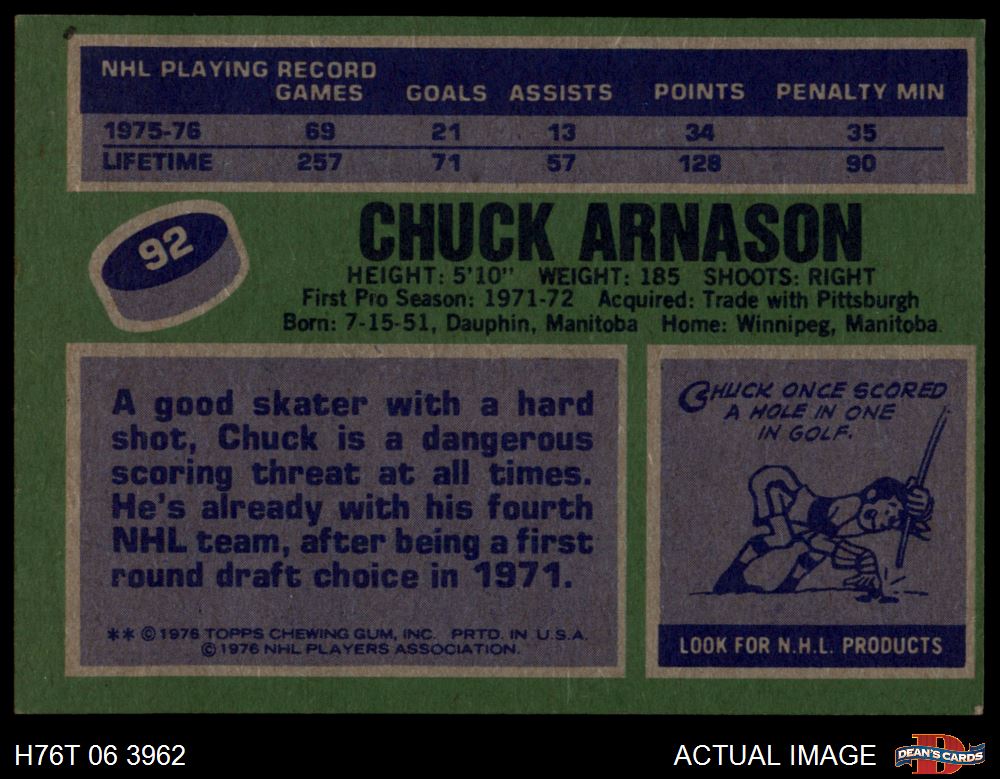 NHL PLAYING RECORD
GAMES GOALS ASSISTS POINTS PENALTY MIN
1975-76 69 21 13 34 35
LIFETIME 257 71 57 128 90
92
CHUCK ARNASON
HEIGHT: 5'10" WEIGHT: 185 SHOOTS: RIGHT
First Pro Season: 1971-72 Acquired: Trade with Pittsburgh
Born: 7-15-51, Dauphin, Manitoba Home: Winnipeg, Manitoba
A good skater with a hard
shot, Chuck is a dangerous
scoring threat at all times.
He's already with his fourth
NHL team, after being a first
round draft choice in 1971.
** © 1976 TOPPS CHEWING GUM, INC. PRTD. IN U.S.A.
© 1976 NHL PLAYERS ASSOCIATION.
CHUCK ONCE SCORED
A HOLE IN ONE
IN GOLF.
LOOK FOR N.H.L. PRODUCTS
H76T 06 3962
ACTUAL IMAGE
D
DEAN'S CARDS